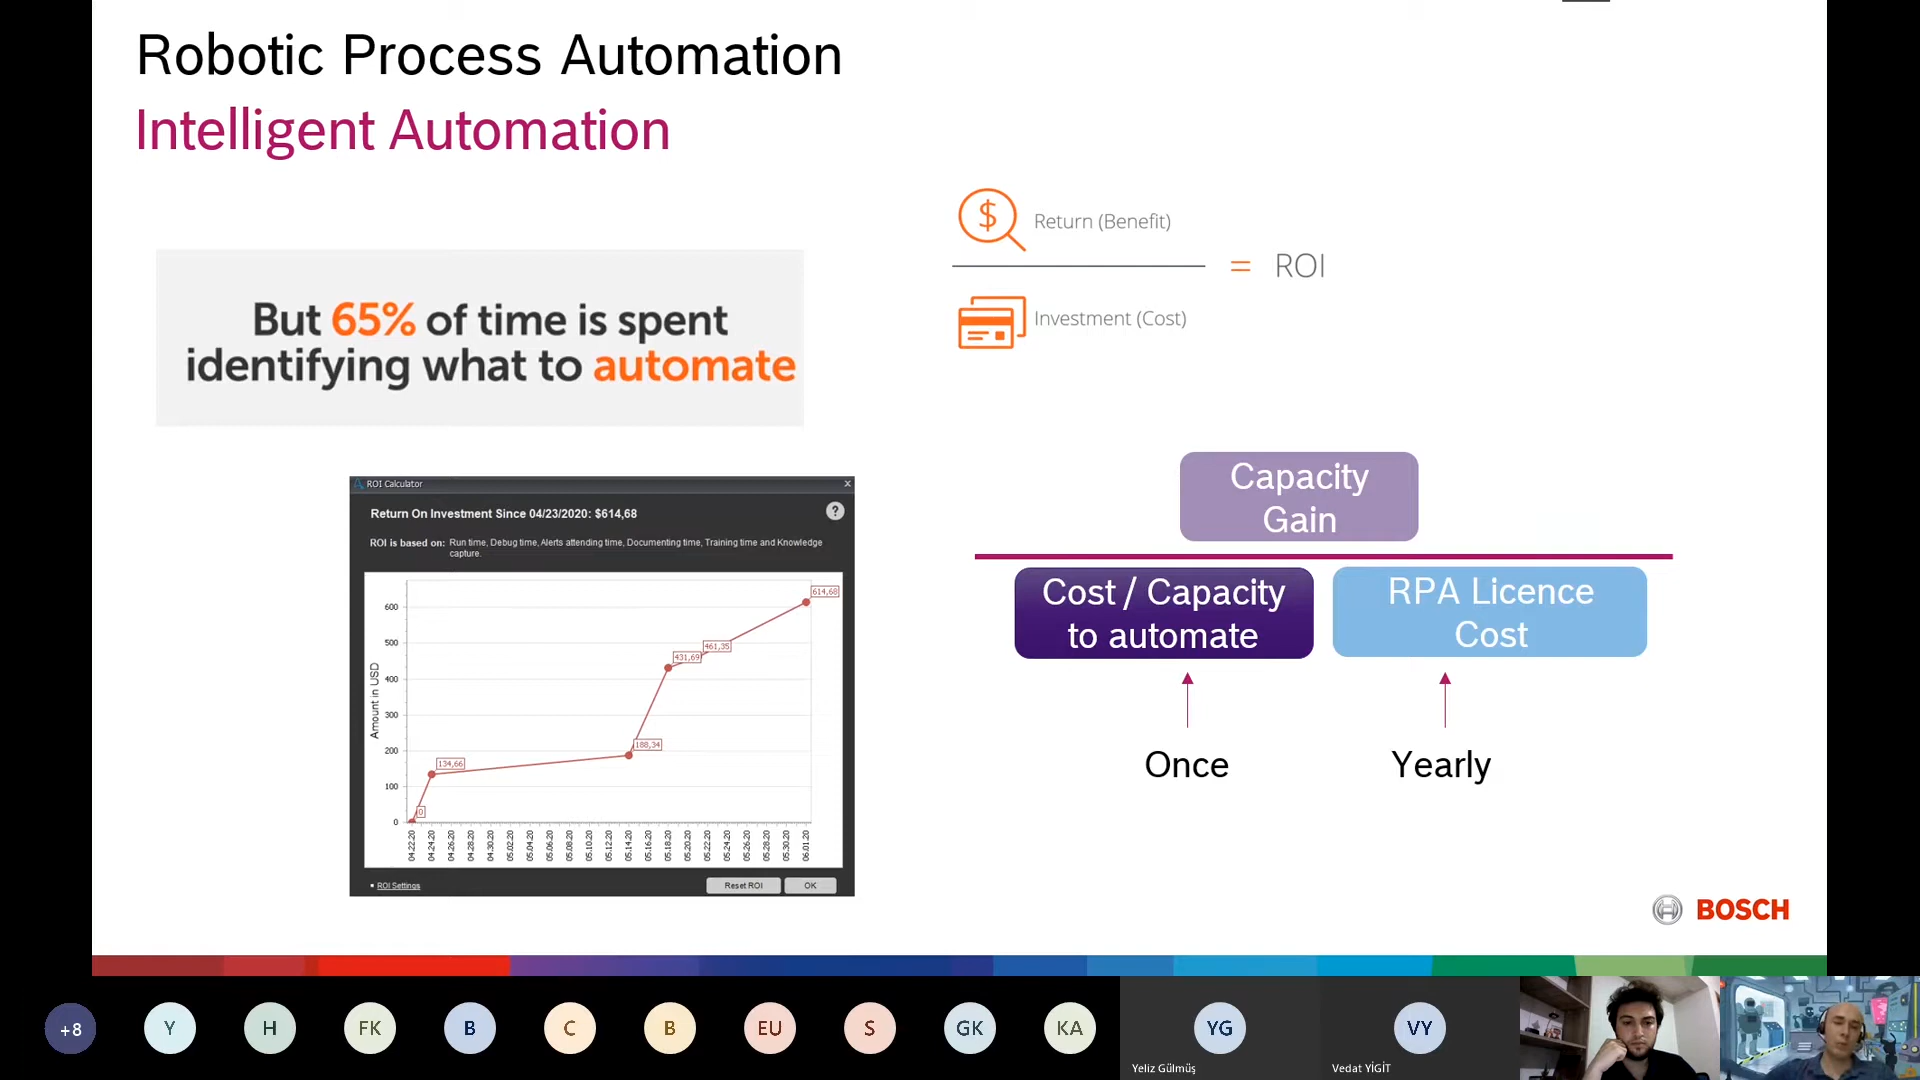 Robotic Process Automation
Intelligent Automation
But 65% of time is spent
identifying what to automate
$
Return (Benefit)
= ROI
Investment (Cost)
Capacity
Gain
Cost / Capacity
to automate
RPA Licence
Cost
Once
Yearly
ROI Calculator
x
Return On Investment Since 04/23/2020: $614,68
?
ROI is based on: Run time, Debug time, Alerts attending time, Documenting time, Training time and Knowledge
capture.
Amount in USD
600
500
400
300
200
100
0
0
134,66
188,34
431,69
461,35
614,68
04.22.20
04.24.20
04.26.20
04.28.20
04.30.20
05.02.20
05.04.20
05.06.20
05.08.20
05.10.20
05.12.20
05.14.20
05.16.20
05.18.20
05.20.20
05.22.20
05.24.20
05.26.20
05.28.20
05.30.20
06.01.20
ROI Settings
Reset ROI
OK
BOSCH
+8
Y
H
FK
B
C
B
EU
S
GK
KA
YG
VY
Yeliz Gülmüş
Vedat YİGİT